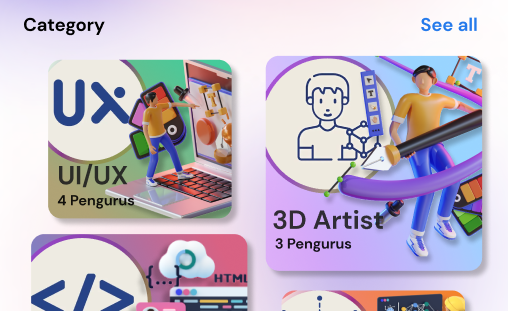 Category
See all
UX
UI/UX
4 Pengurus
3D Artist
3 Pengurus
</>
{...}
HTML